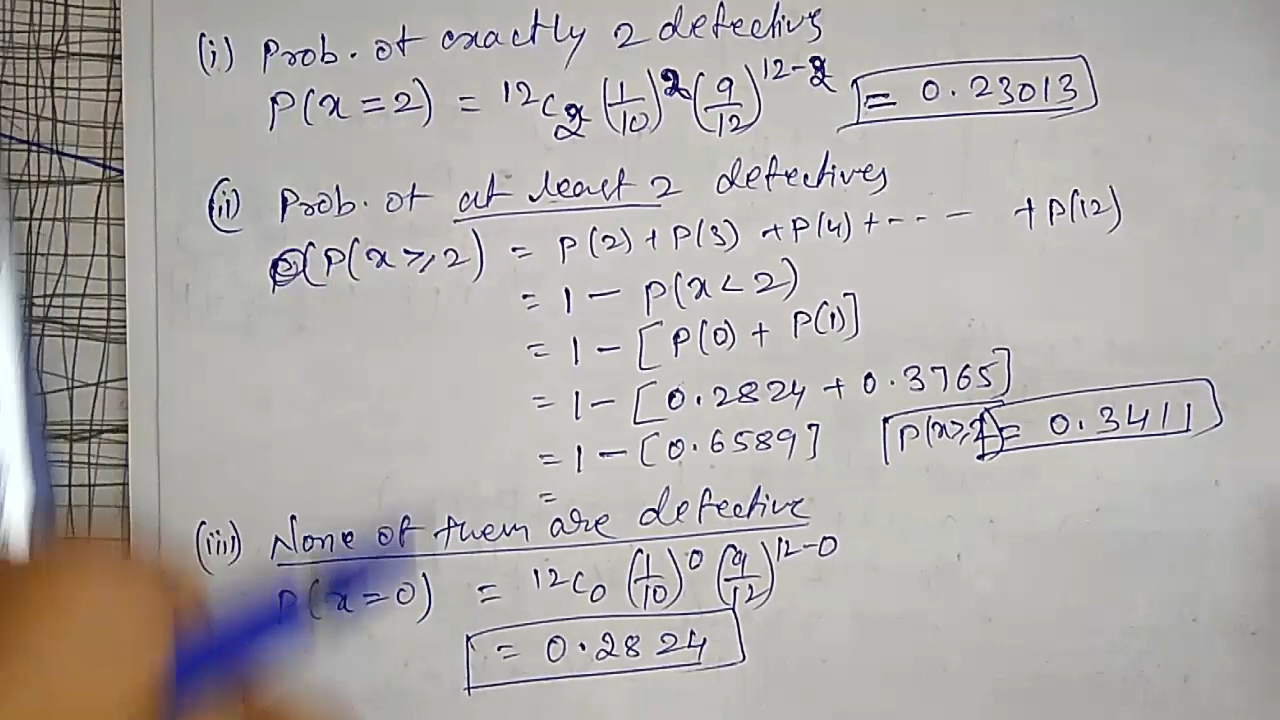 (i) Prob. of exactly 2 defectives
P(x=2) = 12C2 (1/10)^2 (9/12)^12-2 = 0.23013
(ii) Prob. of at least 2 defectives
P(x≥2) = P(2)+P(3)+P(4)+---- +P(12)
= 1 - P(x<2)
= 1 - [P(0) + P(1)]
= 1 - [0.2824 + 0.3765]
= 1 - [0.6589] P(x≥2) = 0.3411
=
(iii) None of them are defective
P(x=0) = 12C0 (1/10)^0 (9/12)^12-0
= 0.2824